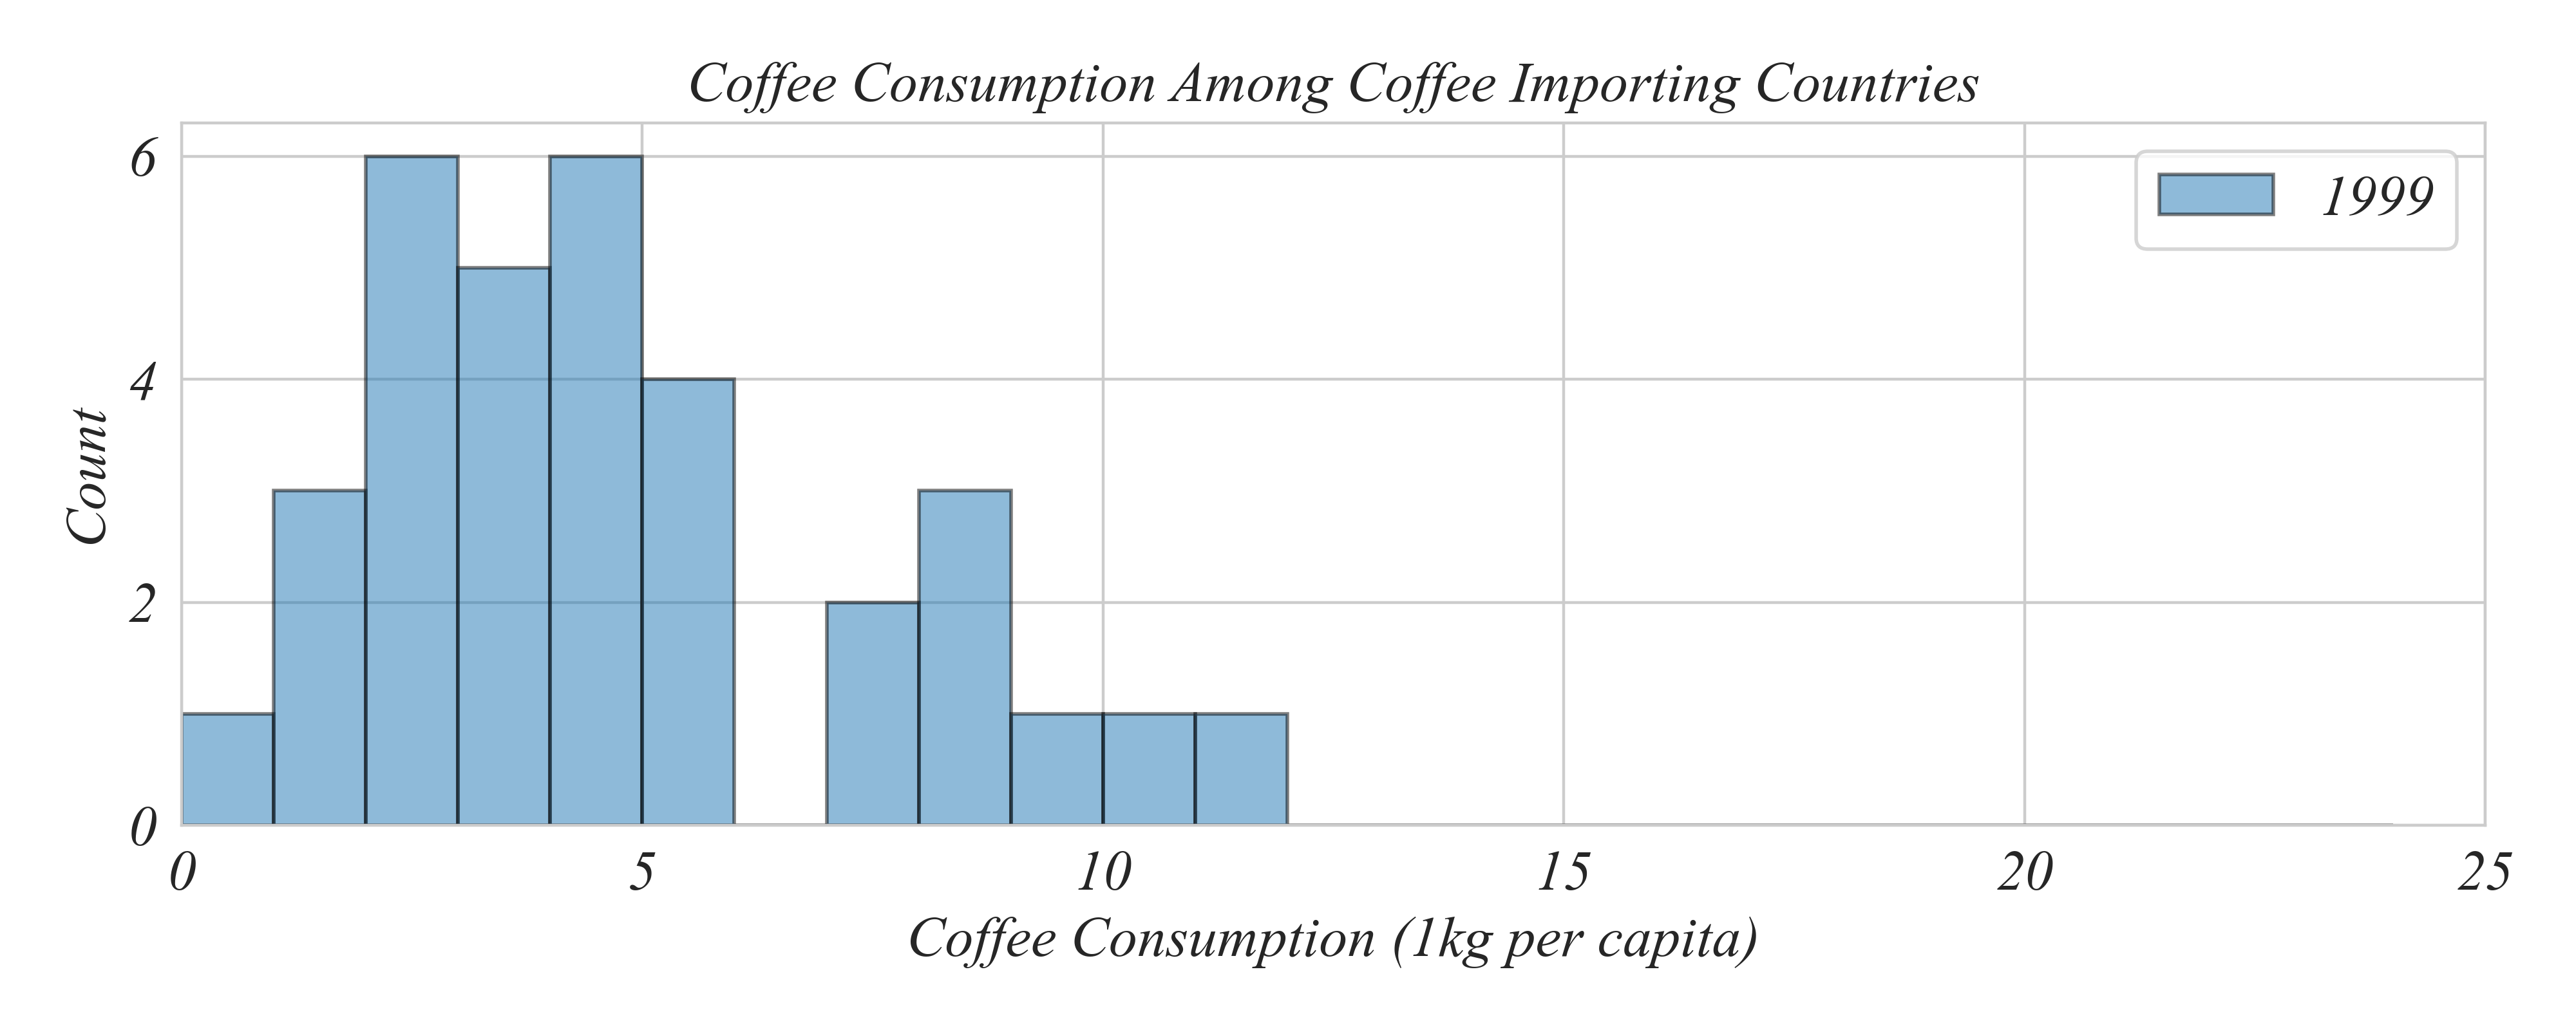 Coffee Consumption Among Coffee Importing Countries
6
4
2
0
Count
1999
0 5 10 15 20 25
Coffee Consumption (1kg per capita)